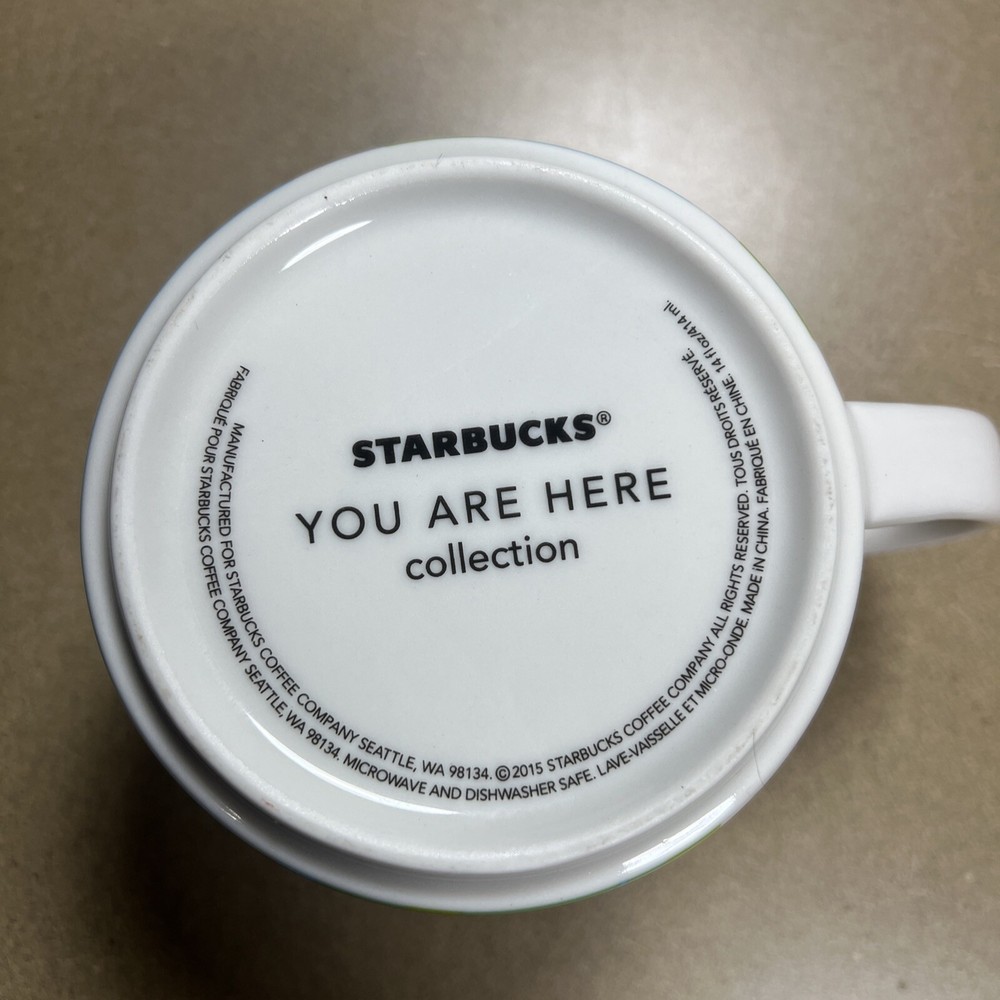 STARBUCKS®
YOU ARE HERE
collection
MANUFACTURED FOR STARBUCKS COFFEE COMPANY SEATTLE, WA 98134. ©2015 STARBUCKS COFFEE COMPANY ALL RIGHTS RESERVED. TOUS DROITS RÉSERVÉ.
FABRIQUÉ POUR STARBUCKS COFFEE COMPANY SEATTLE, WA 98134. MICROWAVE AND DISHWASHER SAFE. LAVE-VAISSELLE ET MICRO-ONDE. MADE iN CHINA. FABRIQUÉ EN CHINE. 14 fl oz/414 ml.